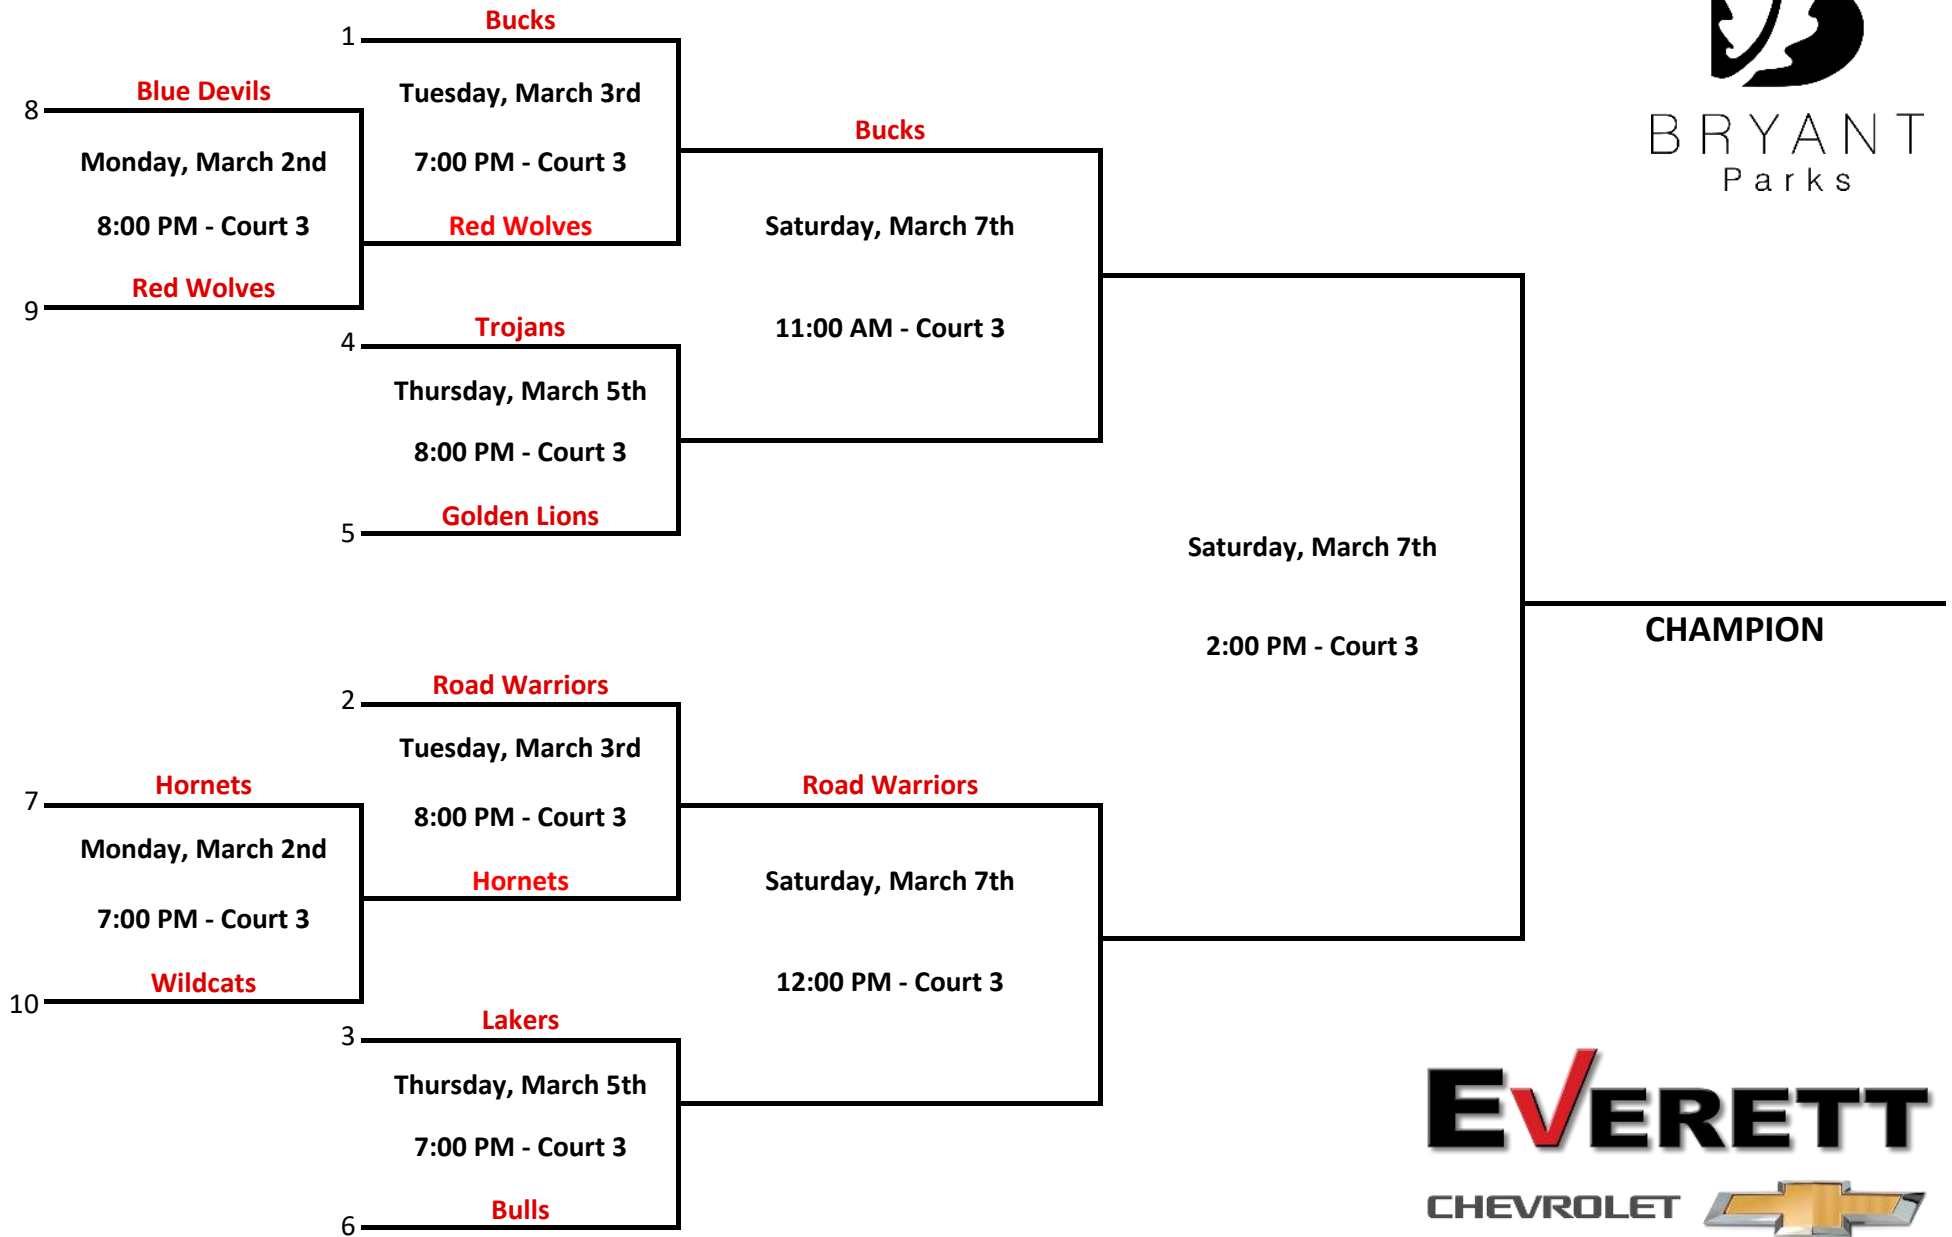 Bucks
1
Tuesday, March 3rd
7:00 PM - Court 3
Red Wolves
Blue Devils
8
Monday, March 2nd
8:00 PM - Court 3
Red Wolves
9
Bucks
Saturday, March 7th
11:00 AM - Court 3
Trojans
4
Thursday, March 5th
8:00 PM - Court 3
Golden Lions
5
Saturday, March 7th
2:00 PM - Court 3
CHAMPION
Road Warriors
2
Tuesday, March 3rd
8:00 PM - Court 3
Hornets
Hornets
7
Monday, March 2nd
7:00 PM - Court 3
Wildcats
10
Road Warriors
Saturday, March 7th
12:00 PM - Court 3
Lakers
3
Thursday, March 5th
7:00 PM - Court 3
Bulls
6
BRYANT
Parks
EVERETT
CHEVROLET